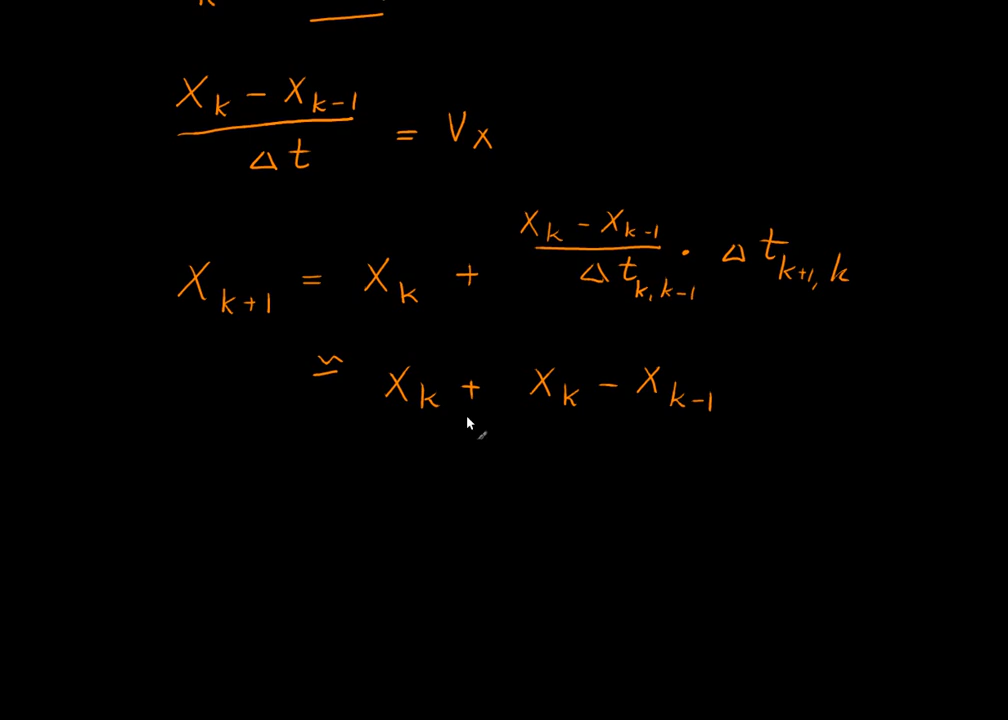 k
X_k - X_{k-1} / Δt = V_x
X_{k+1} = X_k + (X_k - X_{k-1}) / Δt_{k,k-1} · Δt_{k+1,k}
≃ X_k + X_k - X_{k-1}